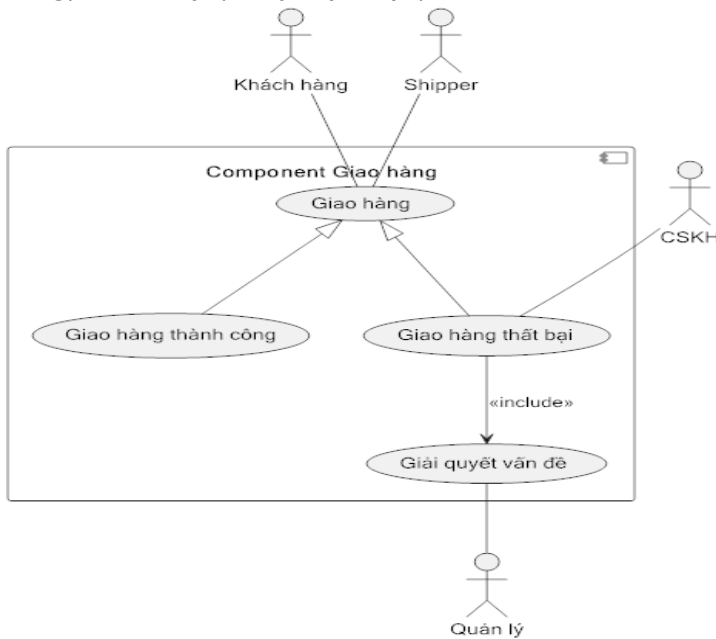 Khách hàng
Shipper
Component Giao hàng
Giao hàng
CSKH
Giao hàng thành công
Giao hàng thất bại
«include»
Giải quyết vấn đề
Quản lý